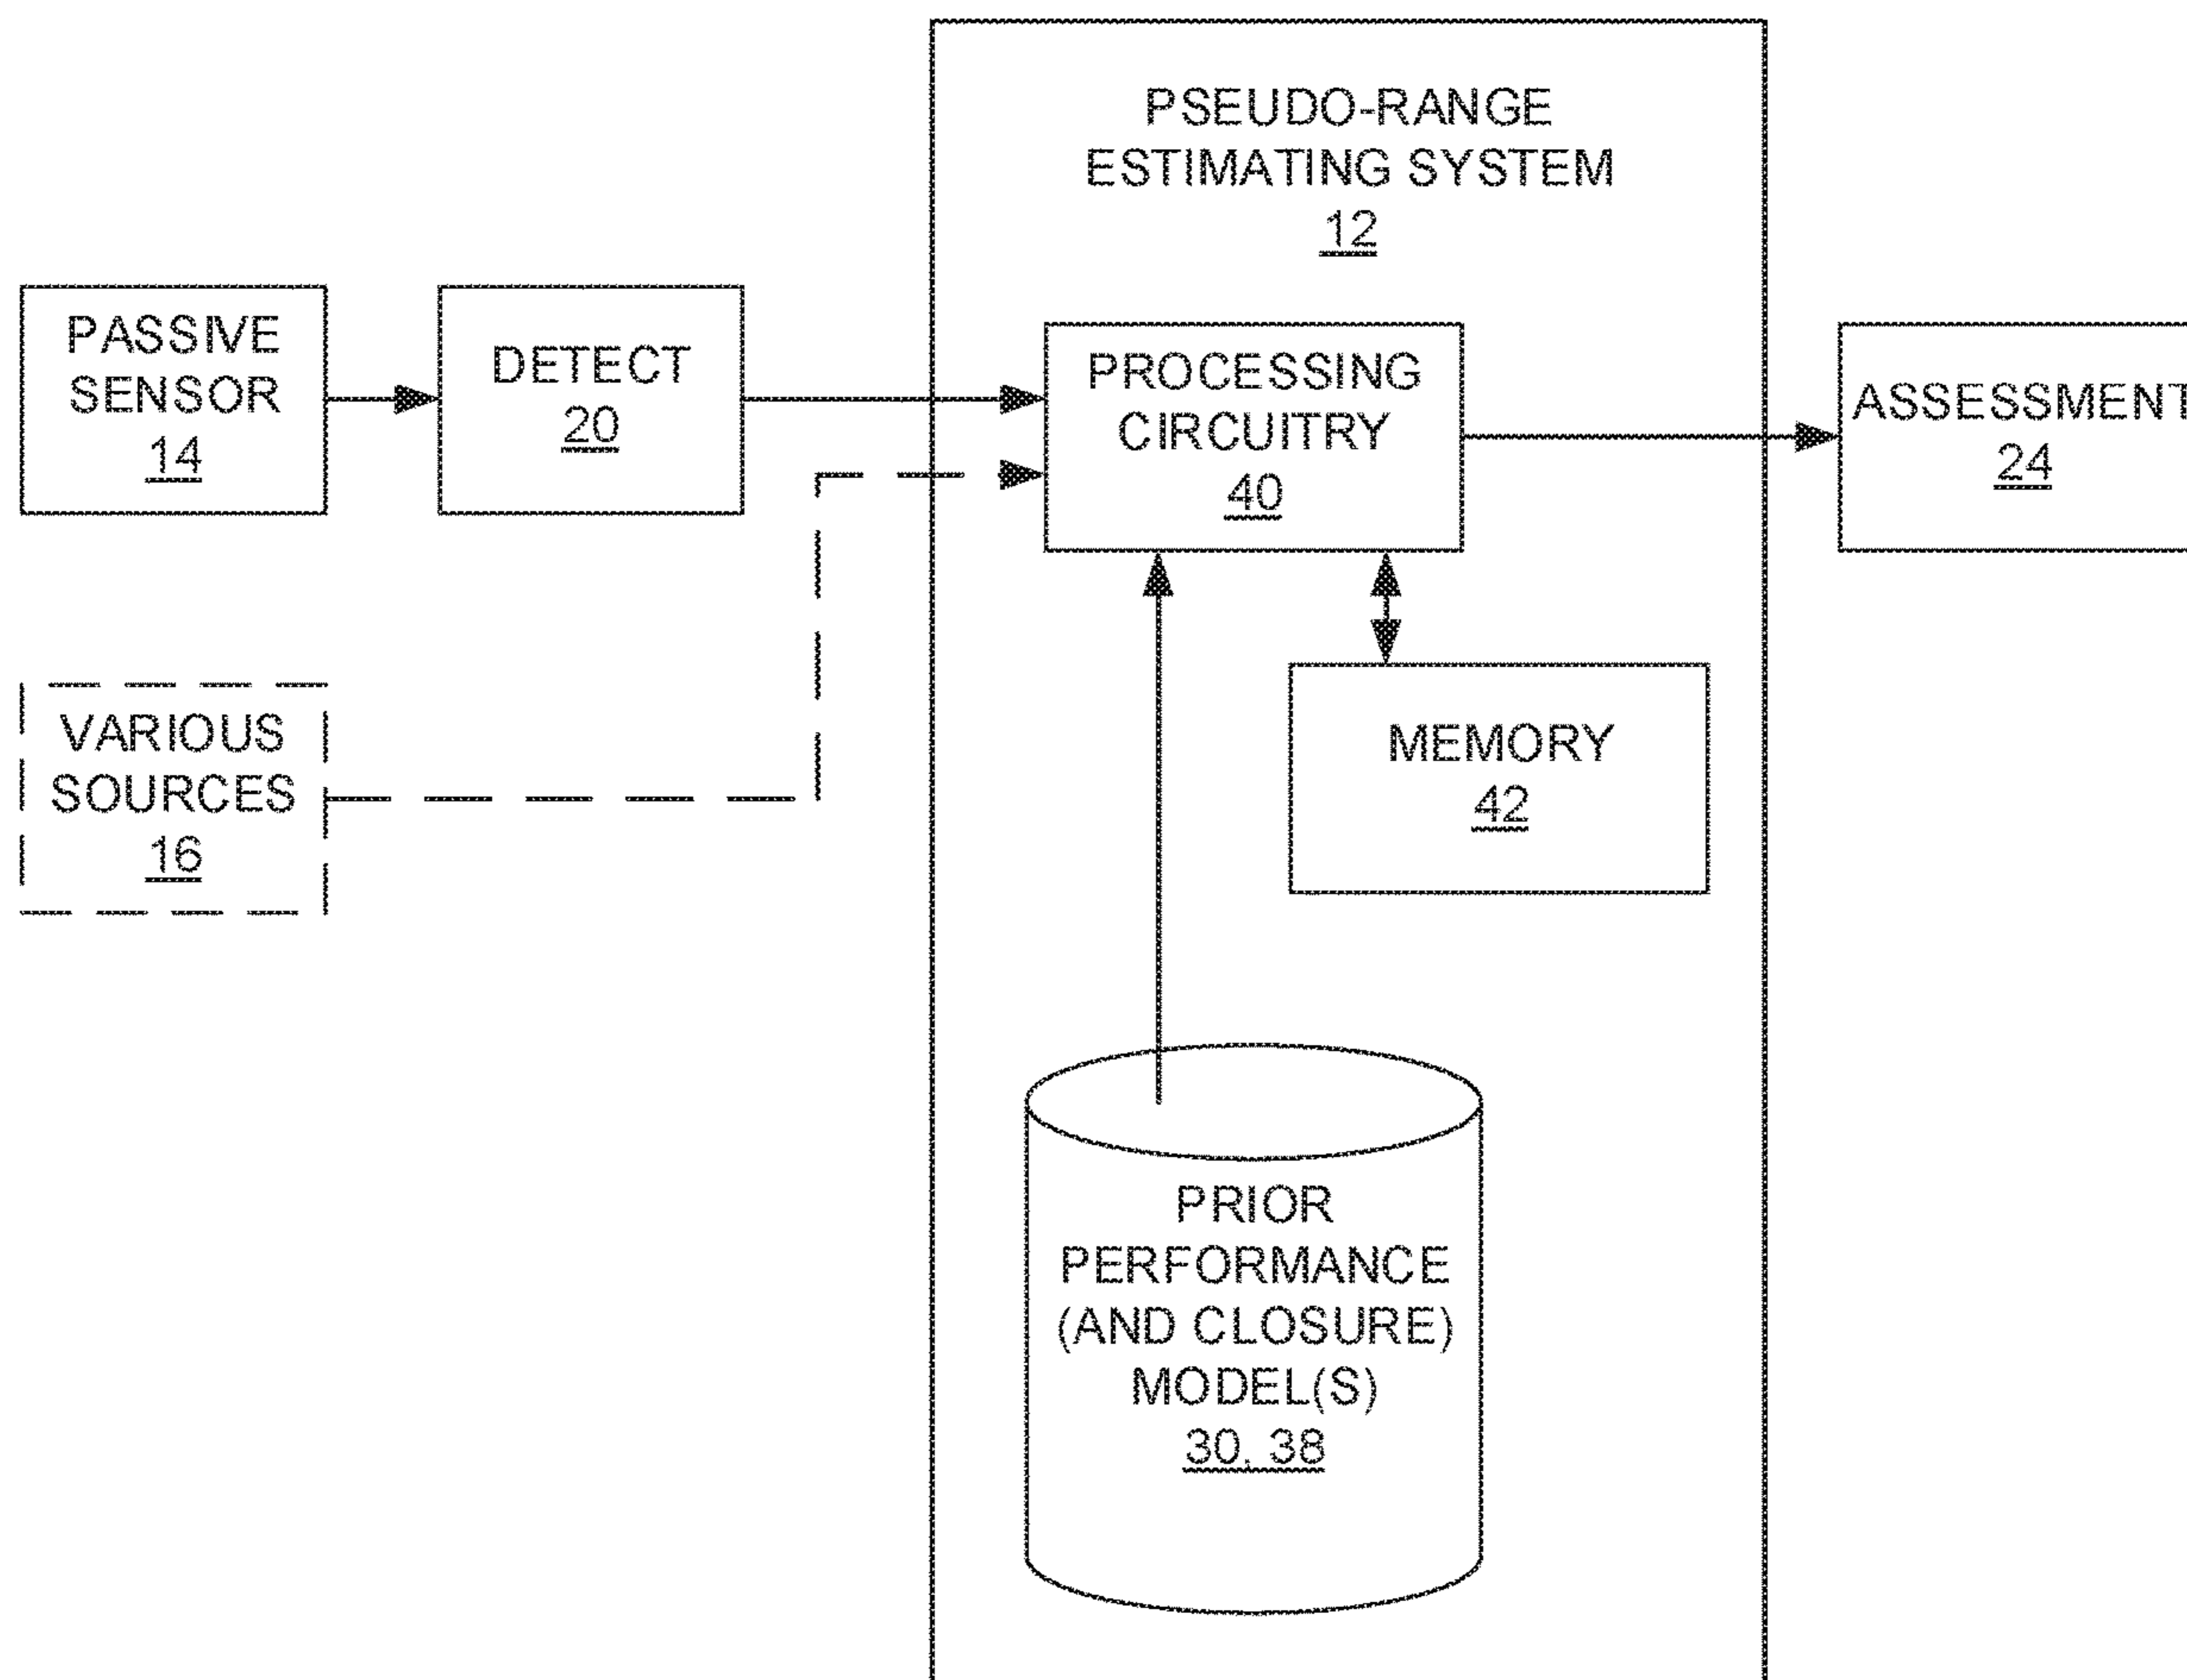 PSEUDO-RANGE
ESTIMATING SYSTEM
12
PASSIVE
SENSOR
14
DETECT
20
PROCESSING
CIRCUITRY
40
ASSESSMENT
24
VARIOUS
SOURCES
16
MEMORY
42
PRIOR
PERFORMANCE
(AND CLOSURE)
MODEL(S)
30, 38